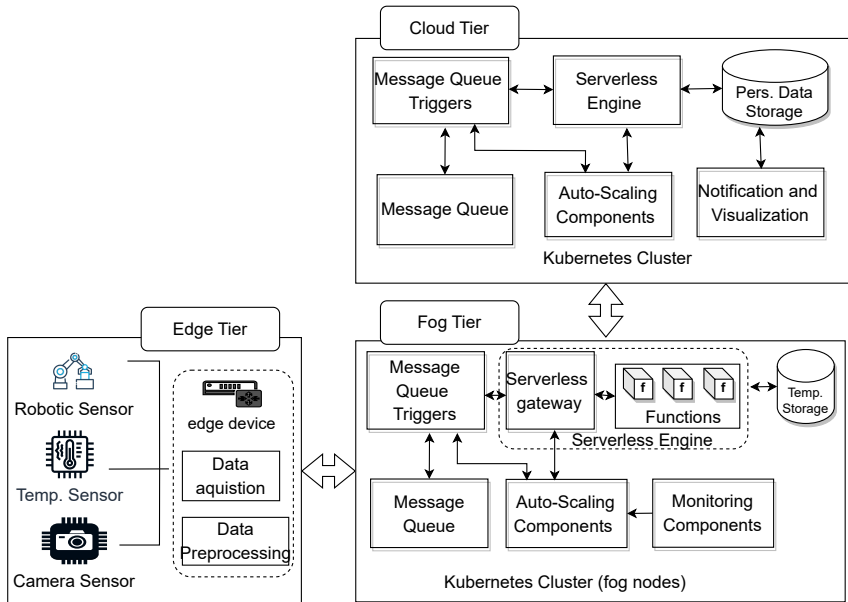 Cloud Tier
Message Queue
Triggers
Serverless
Engine
Pers. Data
Storage
Message Queue
Auto-Scaling
Components
Notification and
Visualization
Kubernetes Cluster
Edge Tier
Robotic Sensor
Temp. Sensor
Camera Sensor
edge device
Data
aquistion
Data
Preprocessing
Fog Tier
Message
Queue
Triggers
Serverless
gateway
f
f
f
Functions
Serverless Engine
Temp.
Storage
Message
Queue
Auto-Scaling
Components
Monitoring
Components
Kubernetes Cluster (fog nodes)